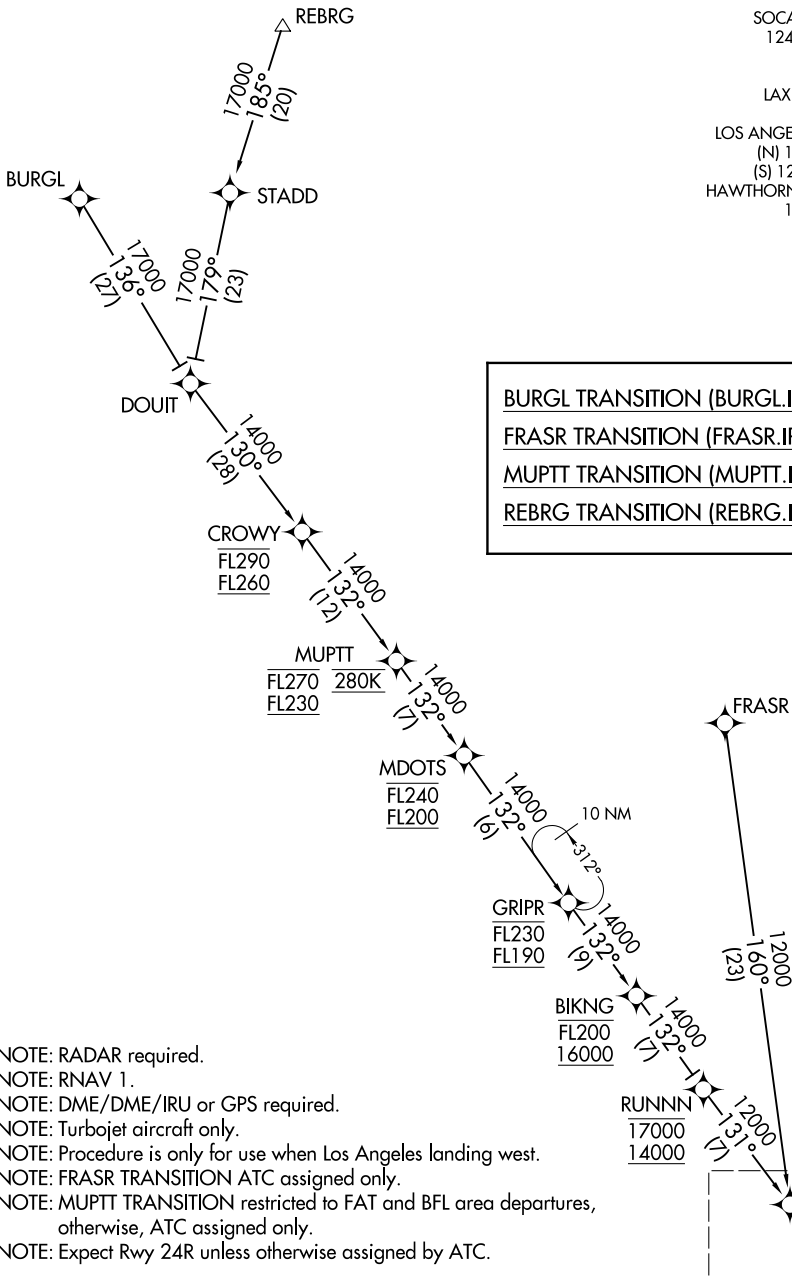 REBRG
17000
185°
(20)
SOCA
124
LAX
LOS ANGE
(N) 1
(S) 12
HAWTHORN
1
BURGL
STADD
17000
136°
(27)
17000
179°
(23)
DOUIT
BURGL TRANSITION (BURGL.I
FRASR TRANSITION (FRASR.IF
MUPTT TRANSITION (MUPTT.I
REBRG TRANSITION (REBRG.I
14000
130°
(28)
CROWY
FL290
FL260
14000
132°
(12)
MUPTT
FL270 280K
FL230
14000
132°
(7)
FRASR
MDOTS
FL240
FL200
14000
132°
(6)
10 NM
312°
GRIPR
FL230
FL190
14000
132°
(9)
12000
160°
(23)
BIKNG
FL200
16000
14000
132°
(7)
RUNNN
17000
14000
12000
131°
(7)
NOTE: RADAR required.
NOTE: RNAV 1.
NOTE: DME/DME/IRU or GPS required.
NOTE: Turbojet aircraft only.
NOTE: Procedure is only for use when Los Angeles landing west.
NOTE: FRASR TRANSITION ATC assigned only.
NOTE: MUPTT TRANSITION restricted to FAT and BFL area departures,
otherwise, ATC assigned only.
NOTE: Expect Rwy 24R unless otherwise assigned by ATC.